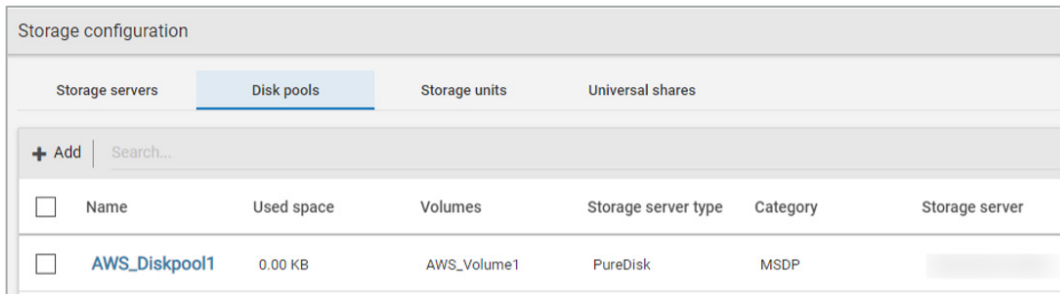 Storage configuration
Storage servers Disk pools Storage units Universal shares
+ Add Search...
Name Used space Volumes Storage server type Category Storage server
AWS_Diskpool1 0.00 KB AWS_Volume1 PureDisk MSDP